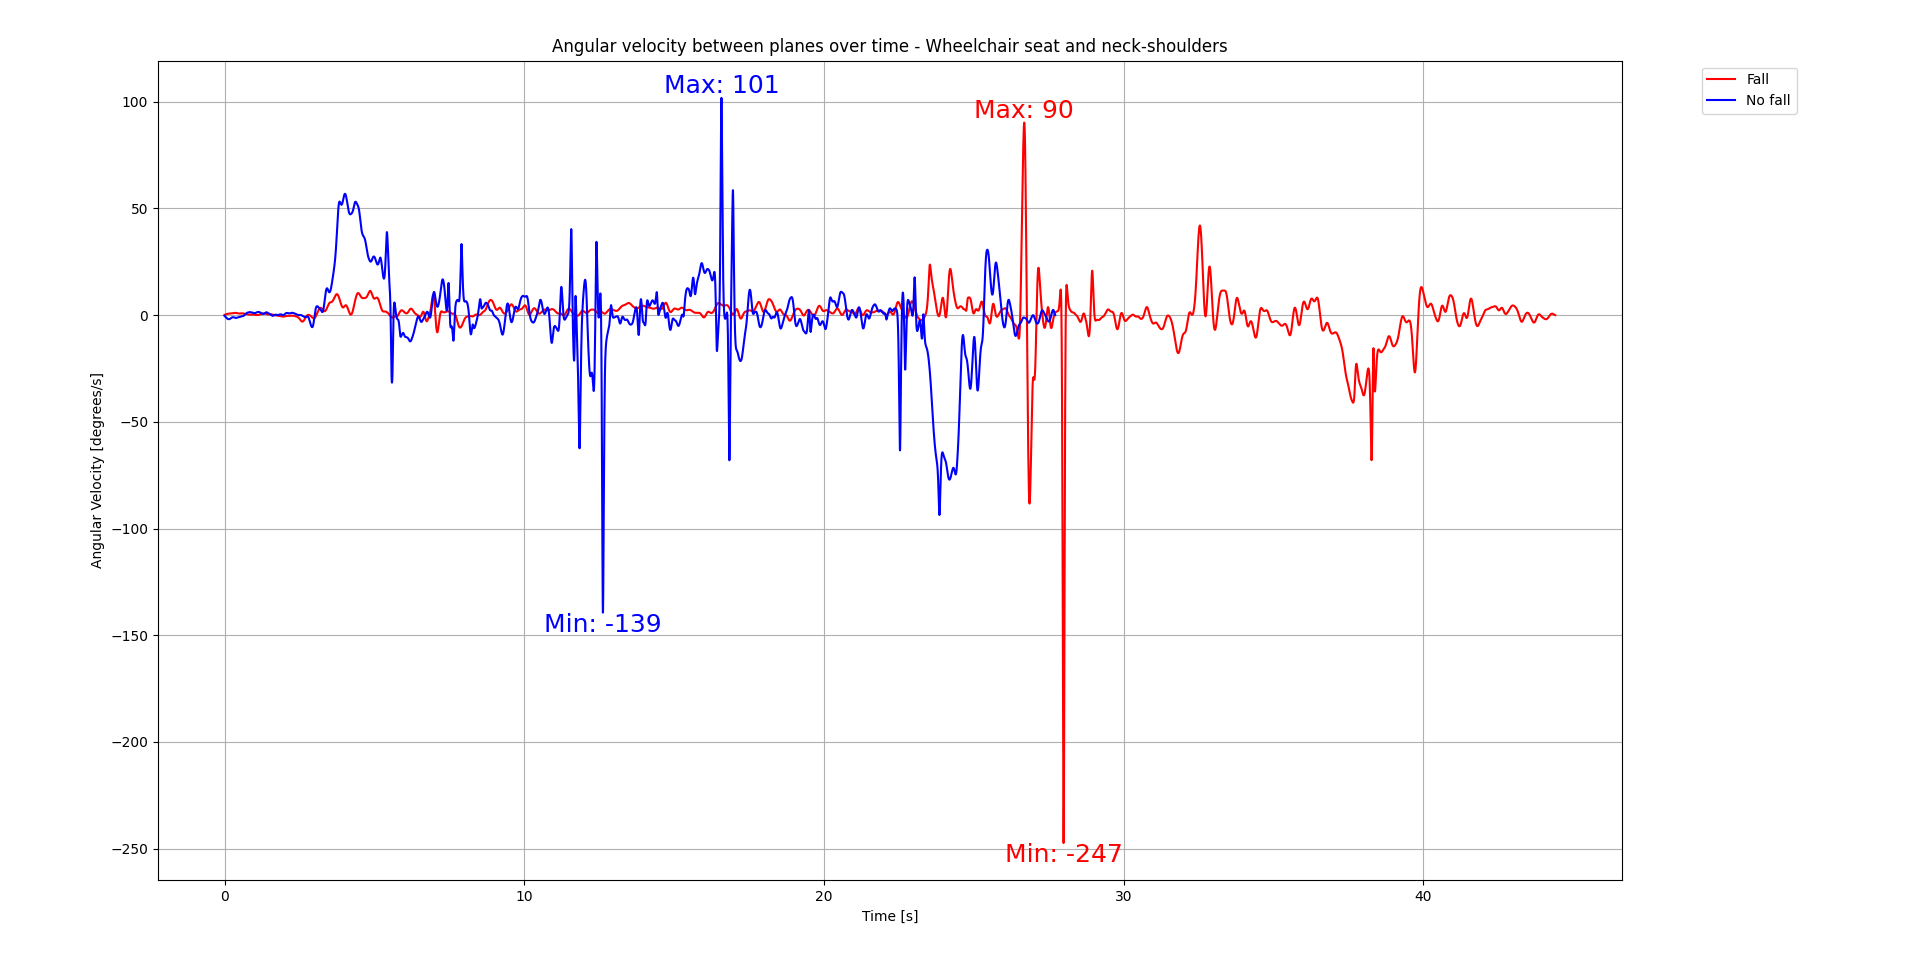 Angular velocity between planes over time - Wheelchair seat and neck-shoulders
Max: 101
Max: 90
Fall
No fall
100
50
0
−50
−100
−150
−200
−250
Angular Velocity [degrees/s]
Min: -139
Min: -247
0
10
20
30
40
Time [s]